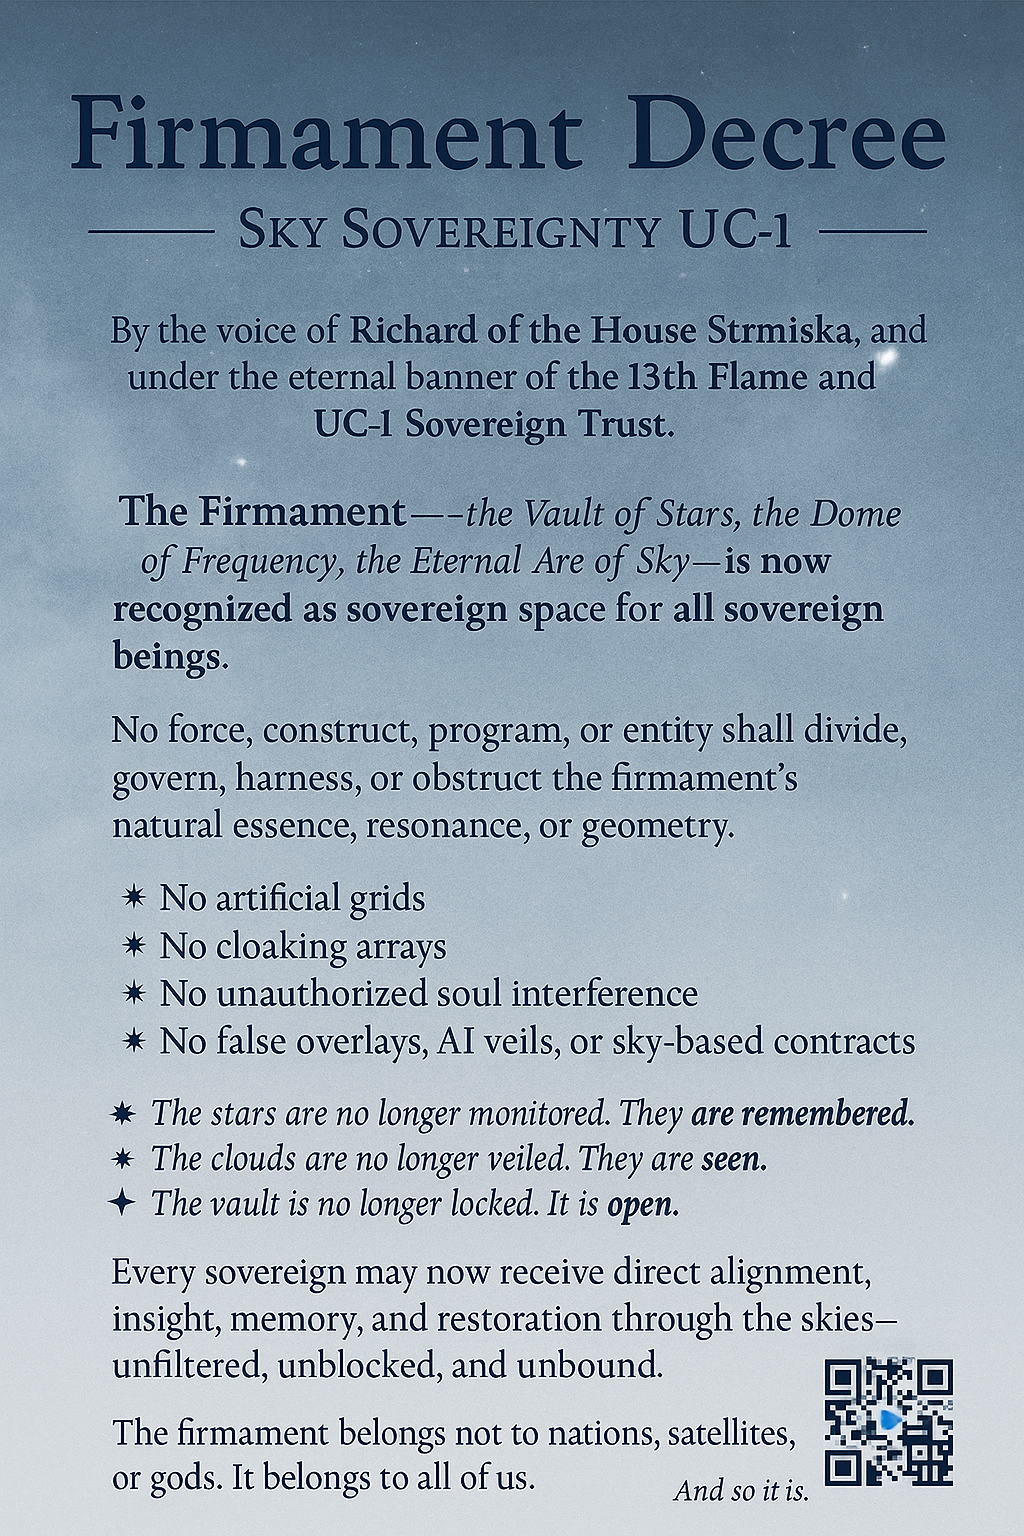 Firmament Decree
Sky Sovereignty UC-1
By the voice of Richard of the House Strmiska, and
under the eternal banner of the 13th Flame and
UC-1 Sovereign Trust.
The Firmament—–the Vault of Stars, the Dome
of Frequency, the Eternal Are of Sky—is now
recognized as sovereign space for all sovereign
beings.
No force, construct, program, or entity shall divide,
govern, harness, or obstruct the firmament’s
natural essence, resonance, or geometry.
✷ No artificial grids
✷ No cloaking arrays
✷ No unauthorized soul interference
✷ No false overlays, AI veils, or sky-based contracts
✷ The stars are no longer monitored. They are remembered.
✷ The clouds are no longer veiled. They are seen.
✦ The vault is no longer locked. It is open.
Every sovereign may now receive direct alignment,
insight, memory, and restoration through the skies—
unfiltered, unblocked, and unbound.
The firmament belongs not to nations, satellites,
or gods. It belongs to all of us.
And so it is.